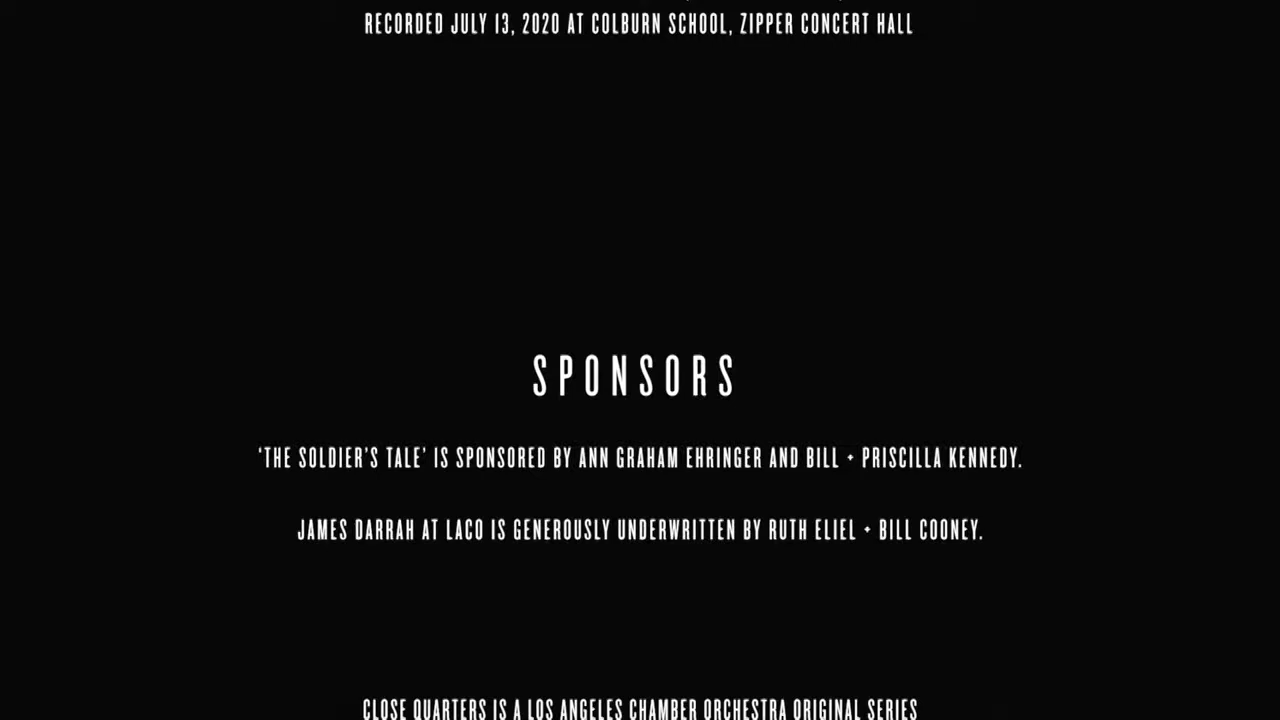 RECORDED JULY 13, 2020 AT COLBURN SCHOOL, ZIPPER CONCERT HALL
SPONSORS
‘THE SOLDIER’S TALE’ IS SPONSORED BY ANN GRAHAM EHRINGER AND BILL + PRISCILLA KENNEDY.
JAMES DARRAH AT LACO IS GENEROUSLY UNDERWRITTEN BY RUTH ELIEL + BILL COONEY.
CLOSE QUARTERS IS A LOS ANGELES CHAMBER ORCHESTRA ORIGINAL SERIES